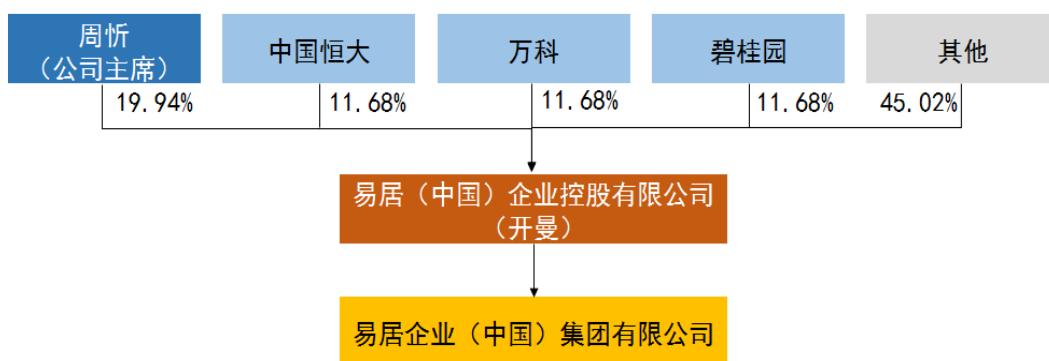 周忻
（公司主席）
中国恒大
万科
碧桂园
其他
19.94%
11.68%
11.68%
11.68%
45.02%
易居（中国）企业控股有限公司
（开曼）
易居企业（中国）集团有限公司